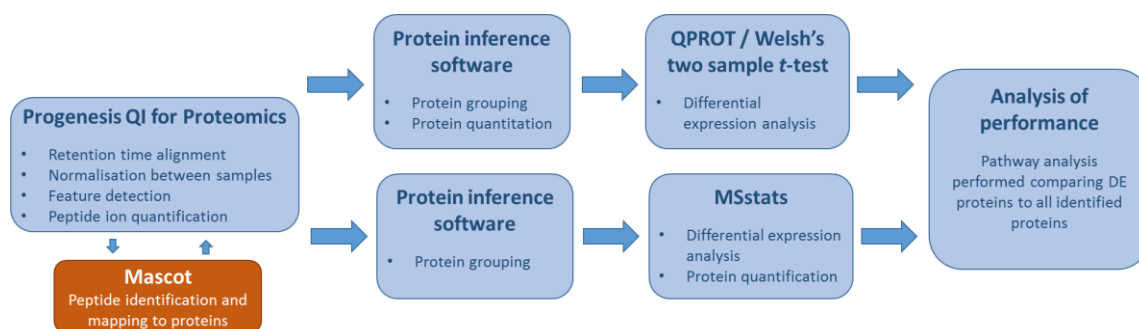 Progenesis QI for Proteomics
• Retention time alignment
• Normalisation between samples
• Feature detection
• Peptide ion quantification
Mascot
Peptide identification and
mapping to proteins
Protein inference
software
• Protein grouping
• Protein quantitation
QPROT / Welsh's
two sample t-test
• Differential
expression analysis
Protein inference
software
• Protein grouping
MSstats
• Differential expression
analysis
• Protein quantification
Analysis of
performance
Pathway analysis
performed comparing DE
proteins to all identified
proteins